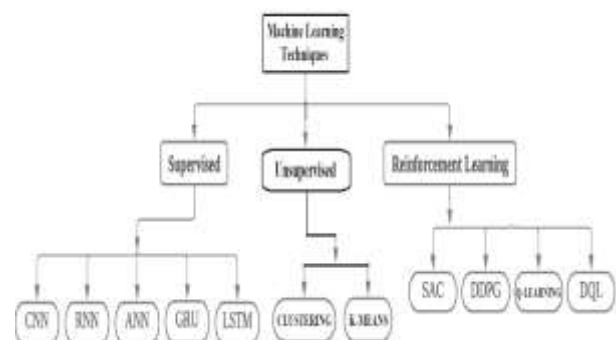 Machine Learning
Techniques
Supervised
Unsupervised
Reinforcement Learning
CNN
RNN
ANN
GRU
LSTM
CLUSTERING
K-MEANS
SAC
DDPG
Q-LEARNING
DQL